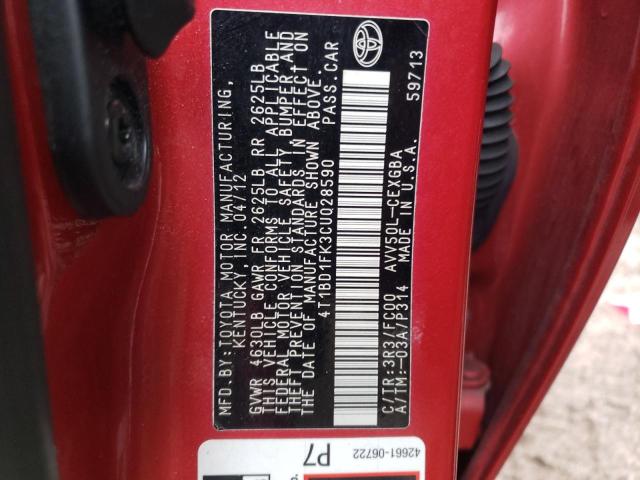 MFD.BY:TOYOTA MOTOR MANUFACTURING,
KENTUCKY, INC. 04/12
GVWR 4630LB GAWR FR 2625LB RR 2625LB
THIS VEHICLE CONFORMS TO ALL APPLICABLE
FEDERAL MOTOR VEHICLE SAFETY, BUMPER,AND
THEFT PREVENTION STANDARDS IN EFFECT ON
THE DATE OF MANUFACTURE SHOWN ABOVE.
4T1BD1FK3CU028590 PASS.CAR
C/TR:3R3/FC00 AVV50L-CEXGBA
A/TM:-03A/P314 MADE IN U.S.A.
59713
42661-06722
P7